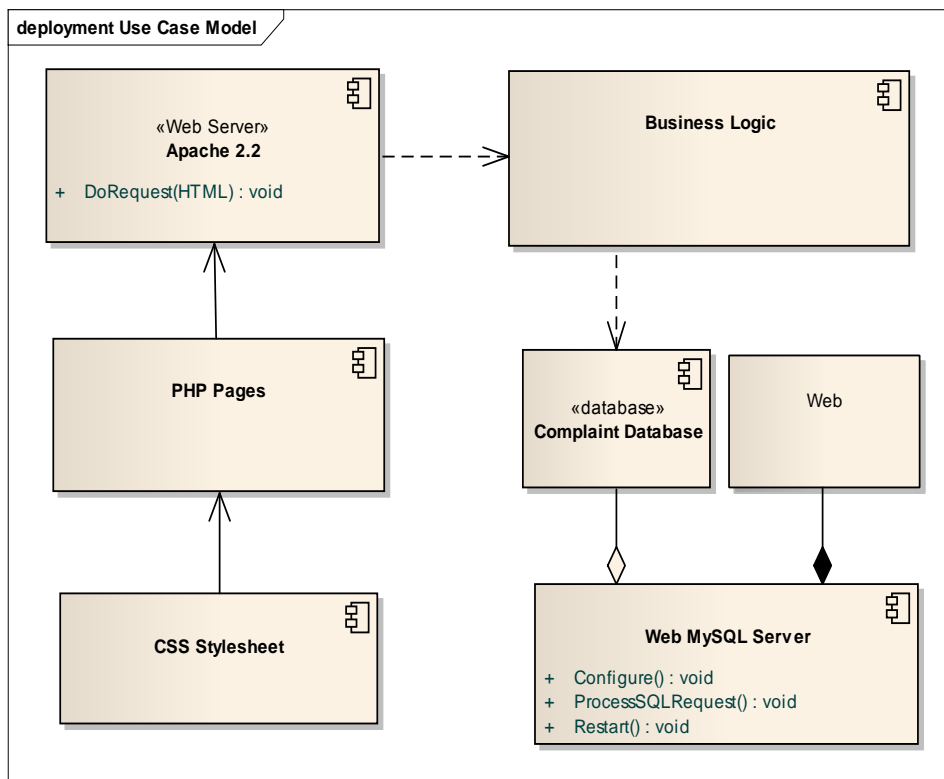 deployment Use Case Model
«Web Server»
Apache 2.2
+ DoRequest(HTML) : void
Business Logic
PHP Pages
«database»
Complaint Database
Web
CSS Stylesheet
Web MySQL Server
+ Configure() : void
+ ProcessSQLRequest() : void
+ Restart() : void